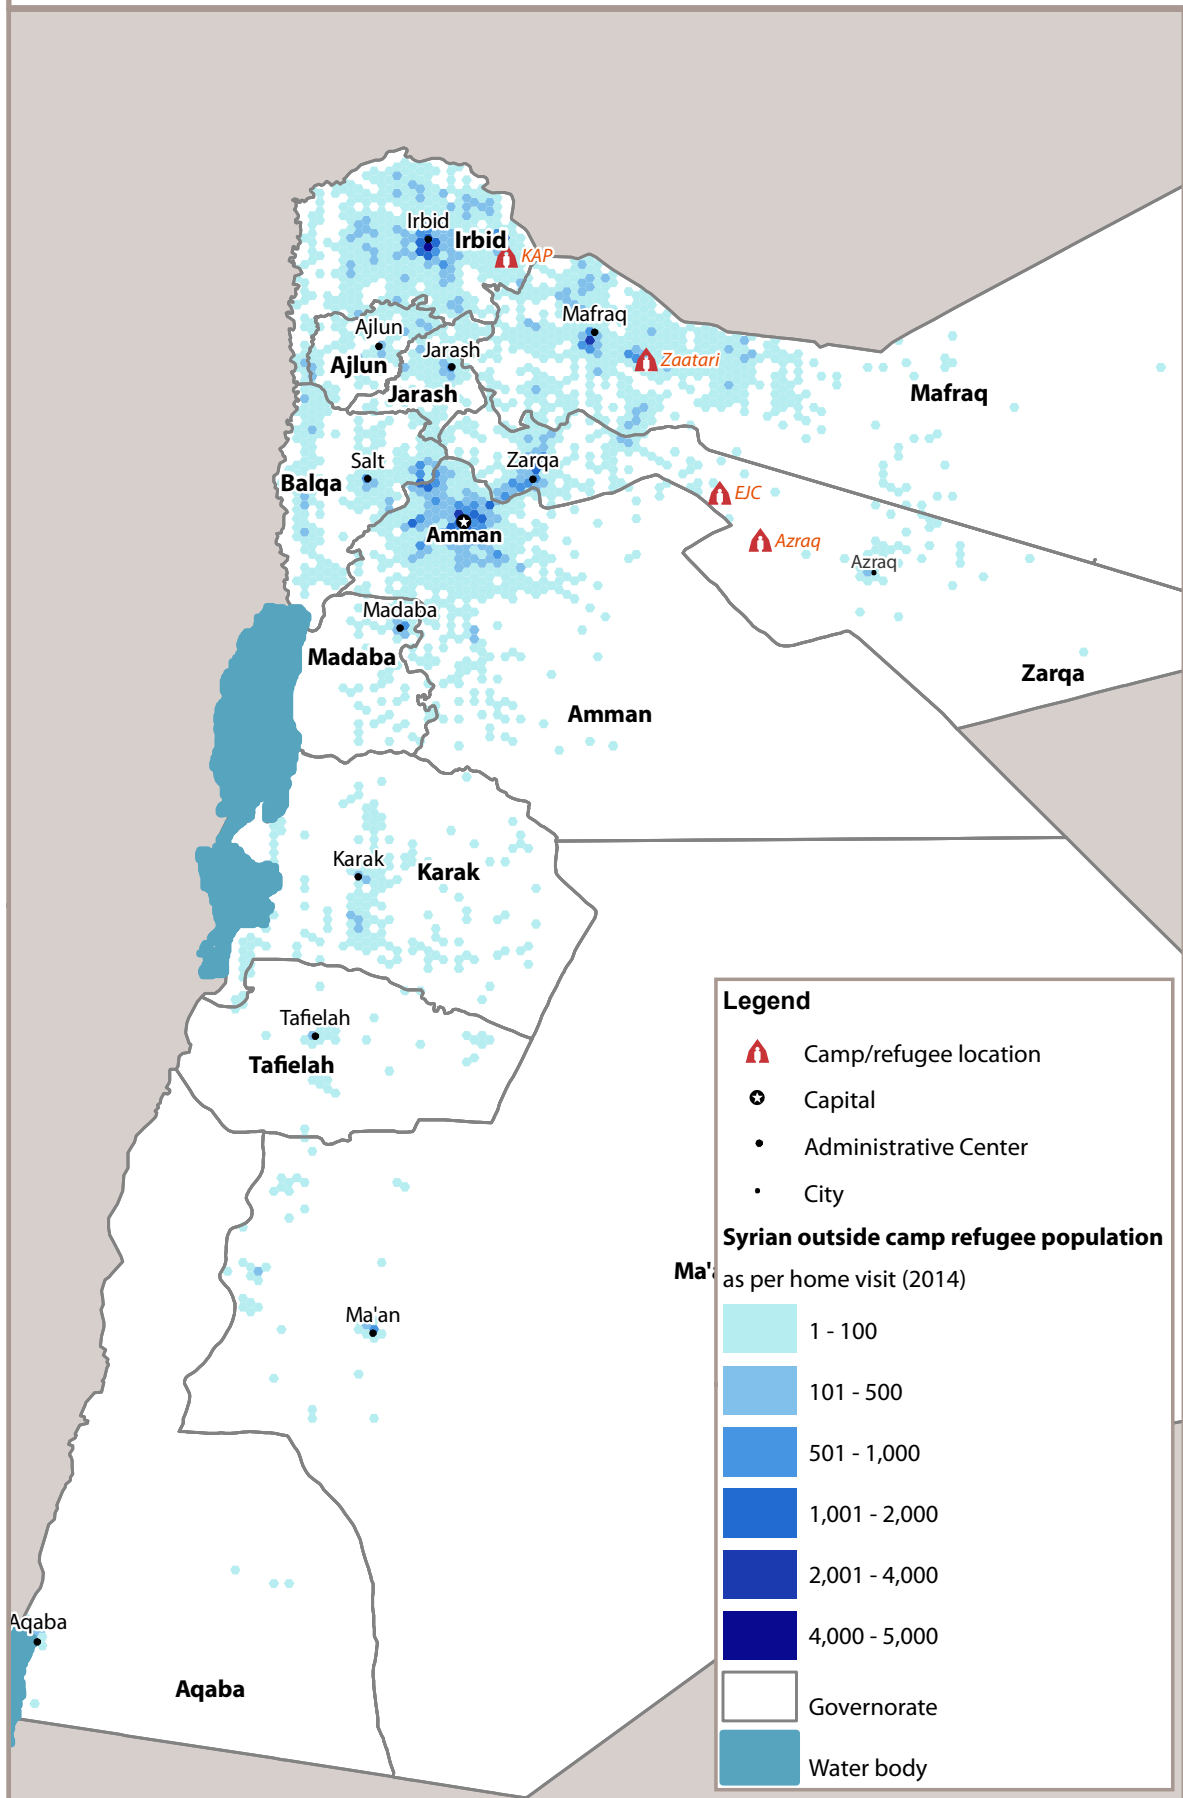 Irbid
Irbid
KAP
Mafraq
Ajlun
Jarash
Zaatari
Ajlun
Jarash
Mafraq
Salt
Zarqa
Balqa
EJC
Amman
Azraq
Azraq
Madaba
Madaba
Zarqa
Amman
Karak
Karak
Tafielah
Tafielah
Ma'an
Aqaba
Aqaba
Legend
Camp/refugee location
Capital
Administrative Center
City
Syrian outside camp refugee population
as per home visit (2014)
1 - 100
101 - 500
501 - 1,000
1,001 - 2,000
2,001 - 4,000
4,000 - 5,000
Governorate
Water body